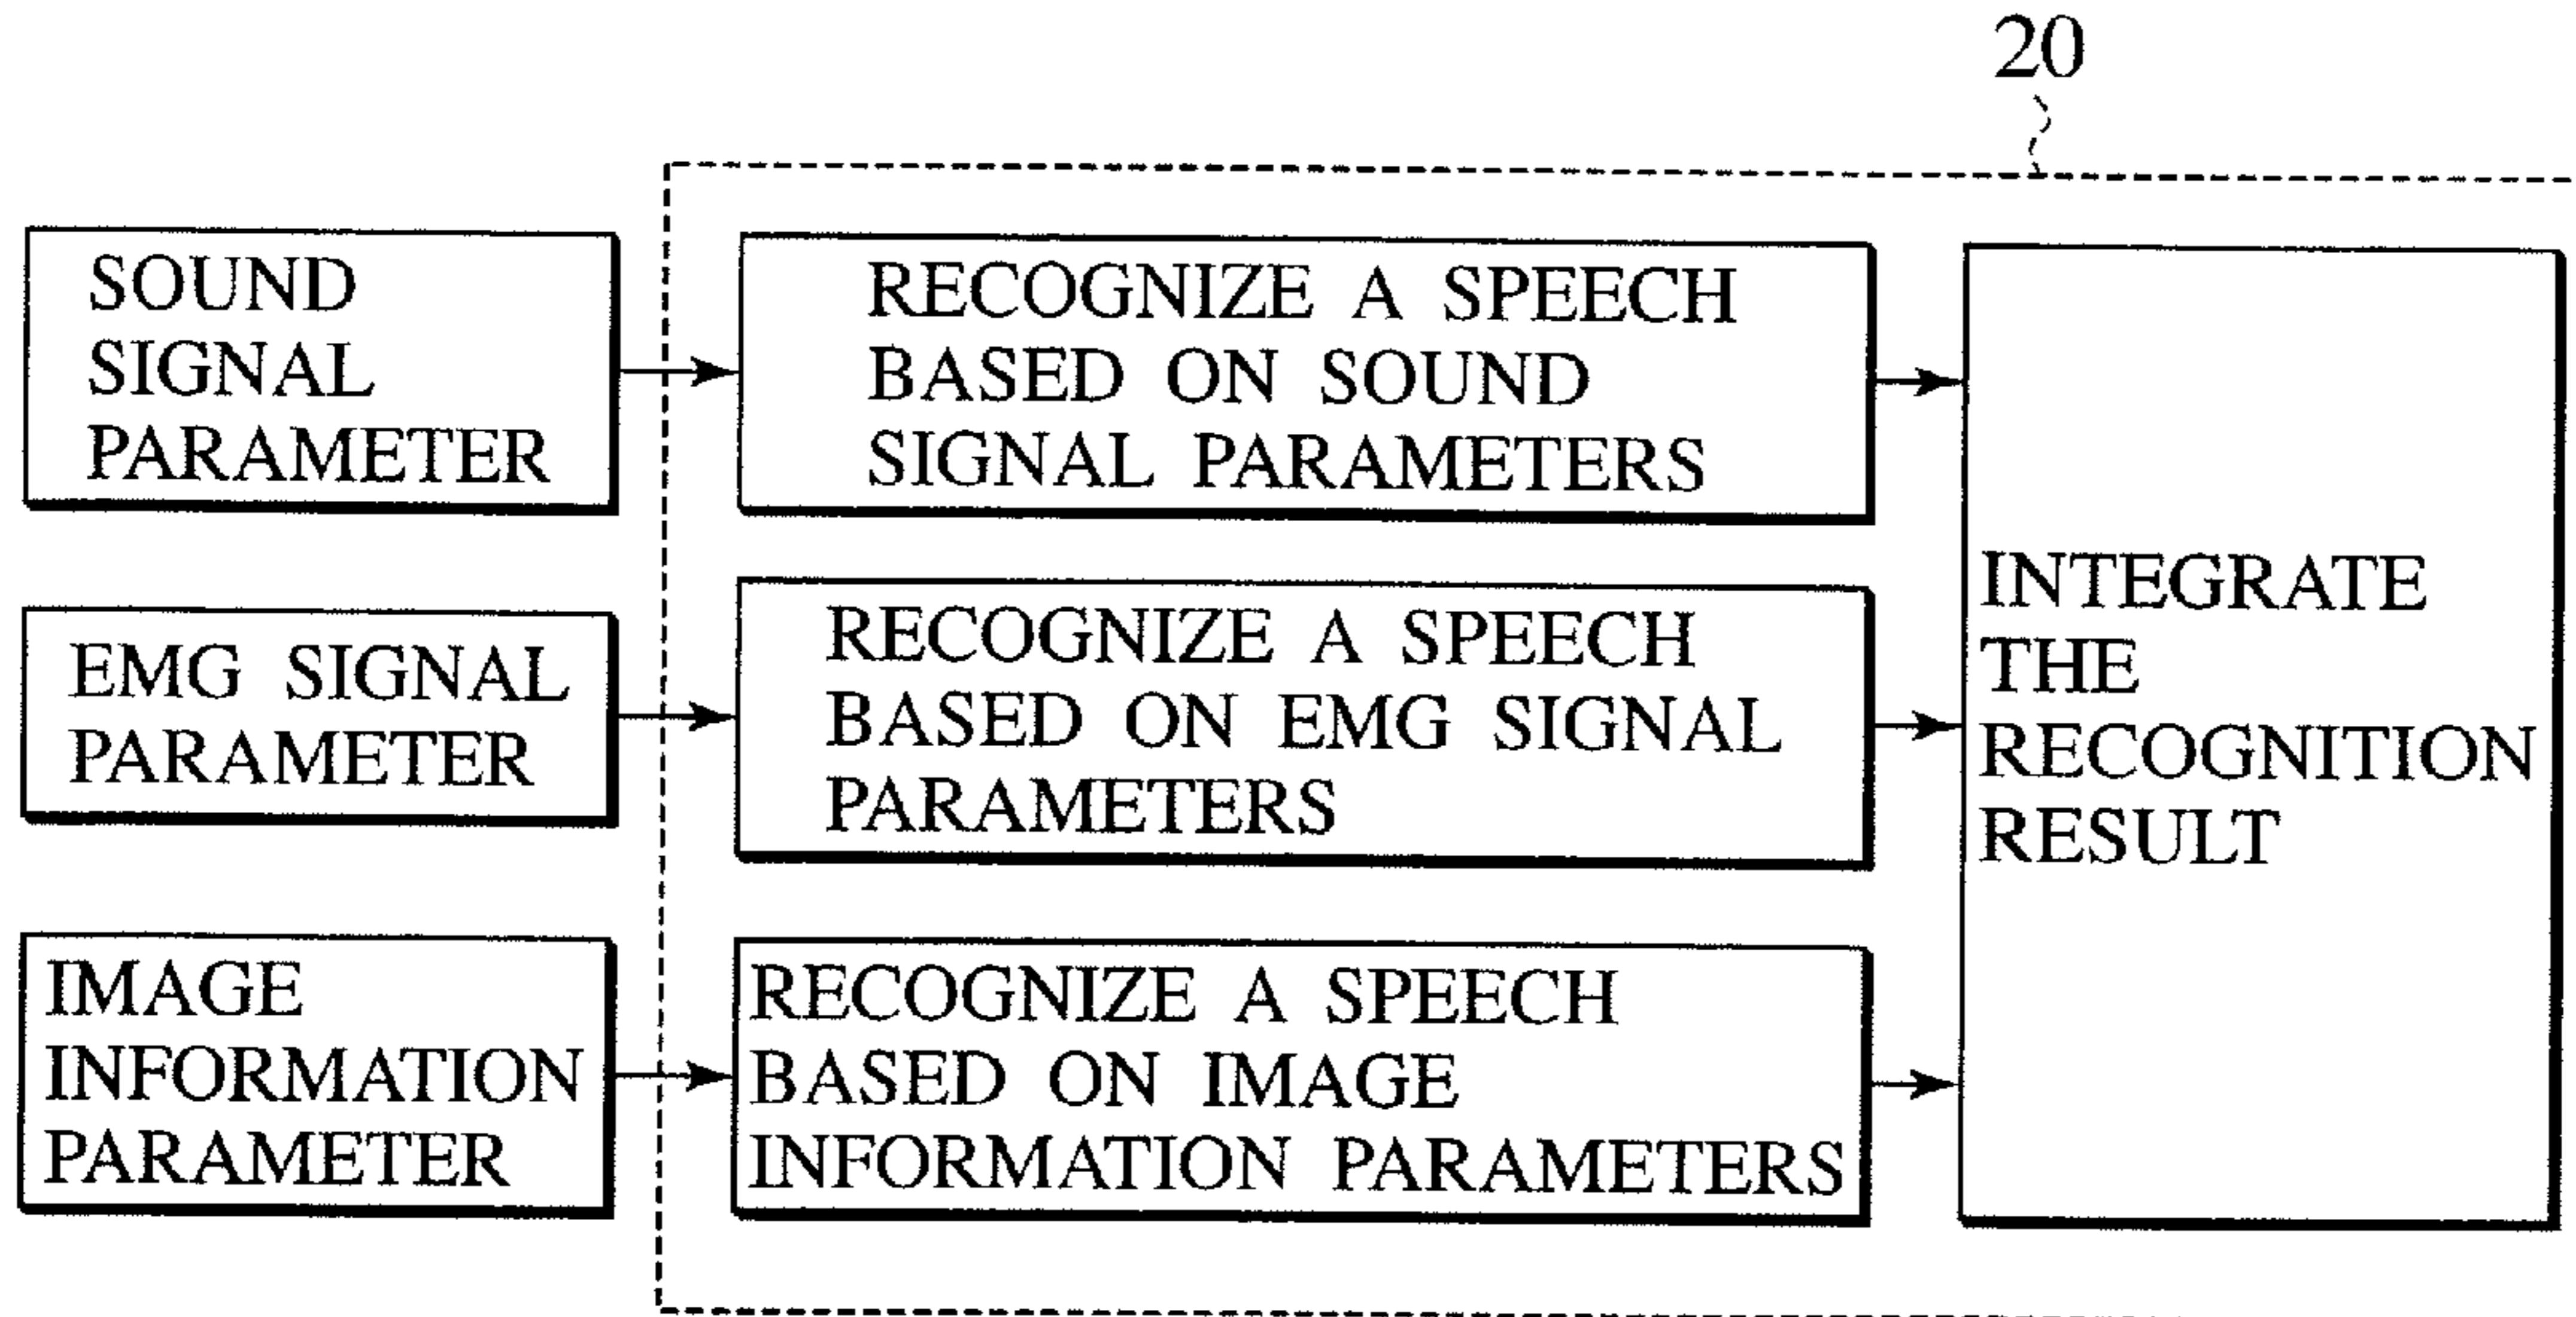 20
SOUND
SIGNAL
PARAMETER
RECOGNIZE A SPEECH
BASED ON SOUND
SIGNAL PARAMETERS
EMG SIGNAL
PARAMETER
RECOGNIZE A SPEECH
BASED ON EMG SIGNAL
PARAMETERS
IMAGE
INFORMATION
PARAMETER
RECOGNIZE A SPEECH
BASED ON IMAGE
INFORMATION PARAMETERS
INTEGRATE
THE
RECOGNITION
RESULT